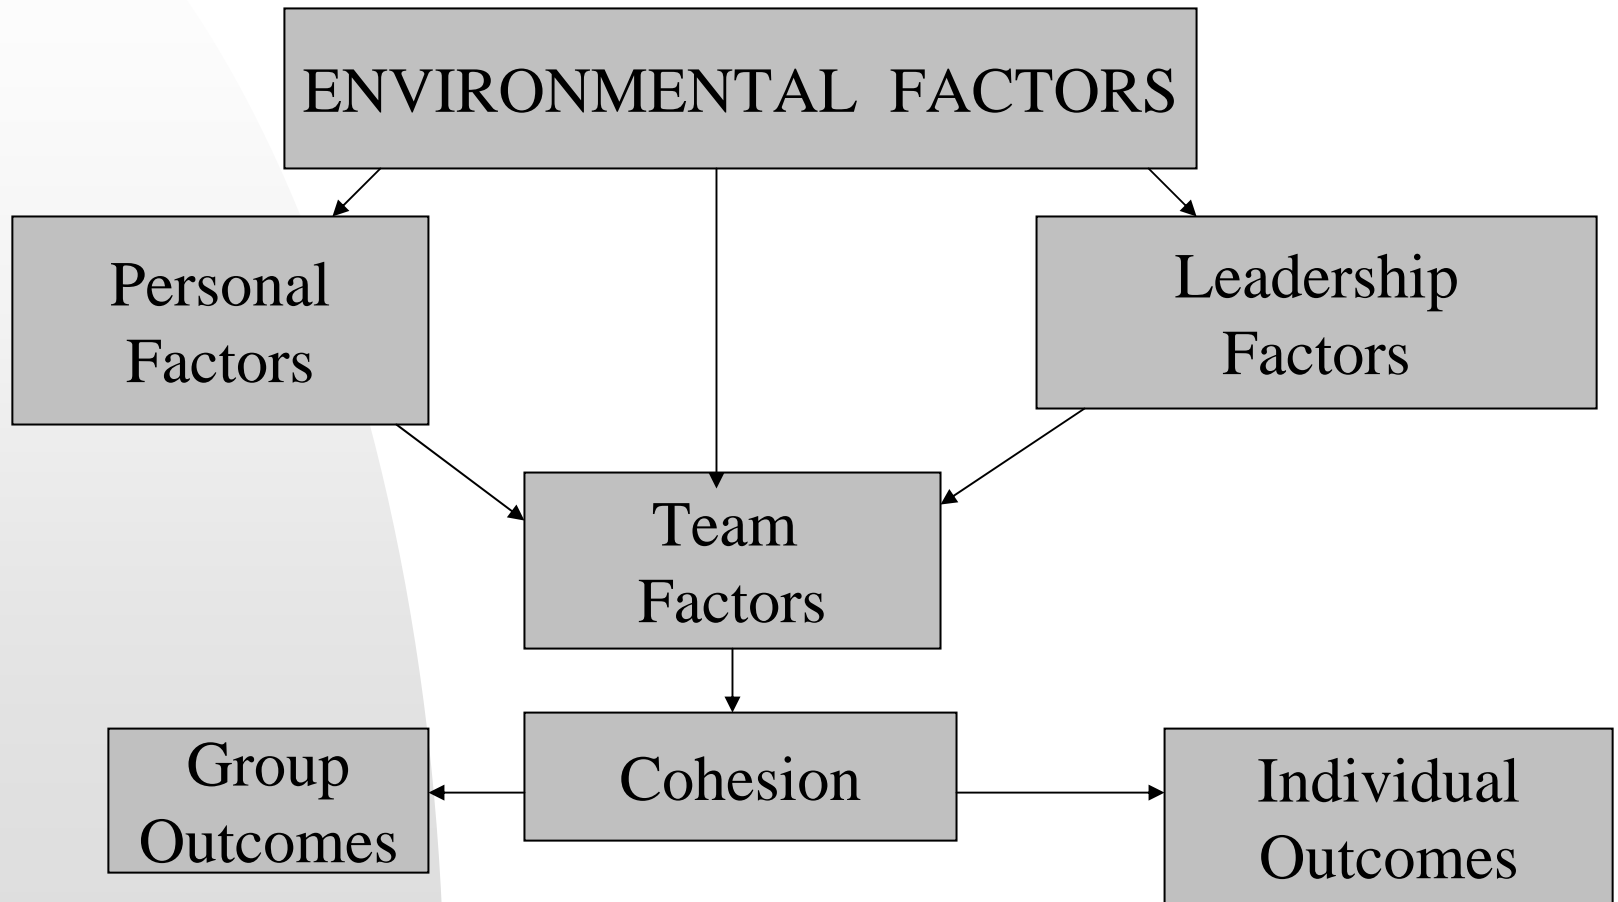 ENVIRONMENTAL FACTORS
Personal
Factors
Leadership
Factors
Team
Factors
Group
Outcomes
Cohesion
Individual
Outcomes